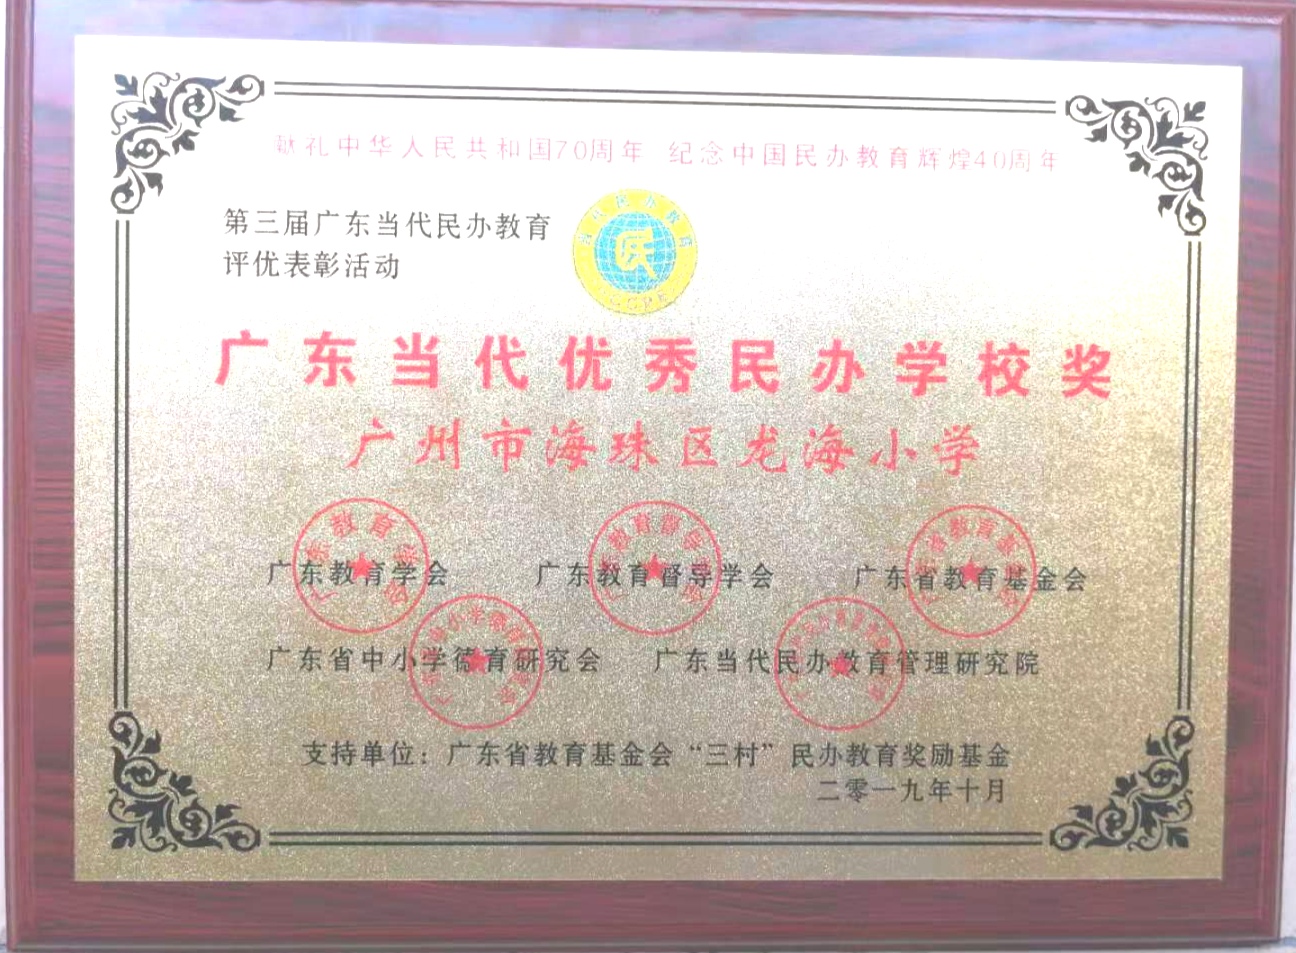 献礼中华人民共和国70周年 纪念中国民办教育辉煌40周年
第三届广东当代民办教育
评优表彰活动
当代民办教育
民
CCPE
广东当代优秀民办学校奖
广州市海珠区龙海小学
广东教育学会 广东教育督导学会 广东省教育基金会
广东省中小学德育研究会 广东当代民办教育管理研究院
支持单位：广东省教育基金会“三村”民办教育奖励基金
二零一九年十月